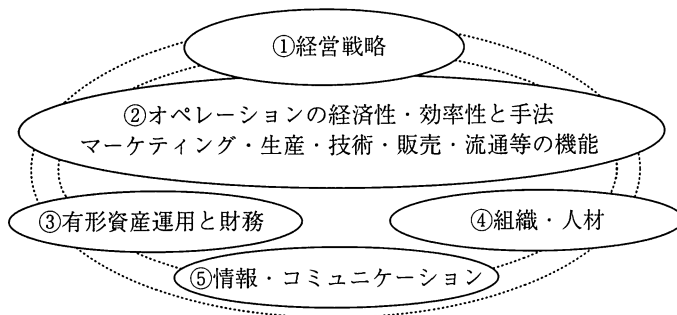 ①経営戦略
②オペレーションの経済性・効率性と手法
マーケティング・生産・技術・販売・流通等の機能
③有形資産運用と財務
④組織・人材
⑤情報・コミュニケーション